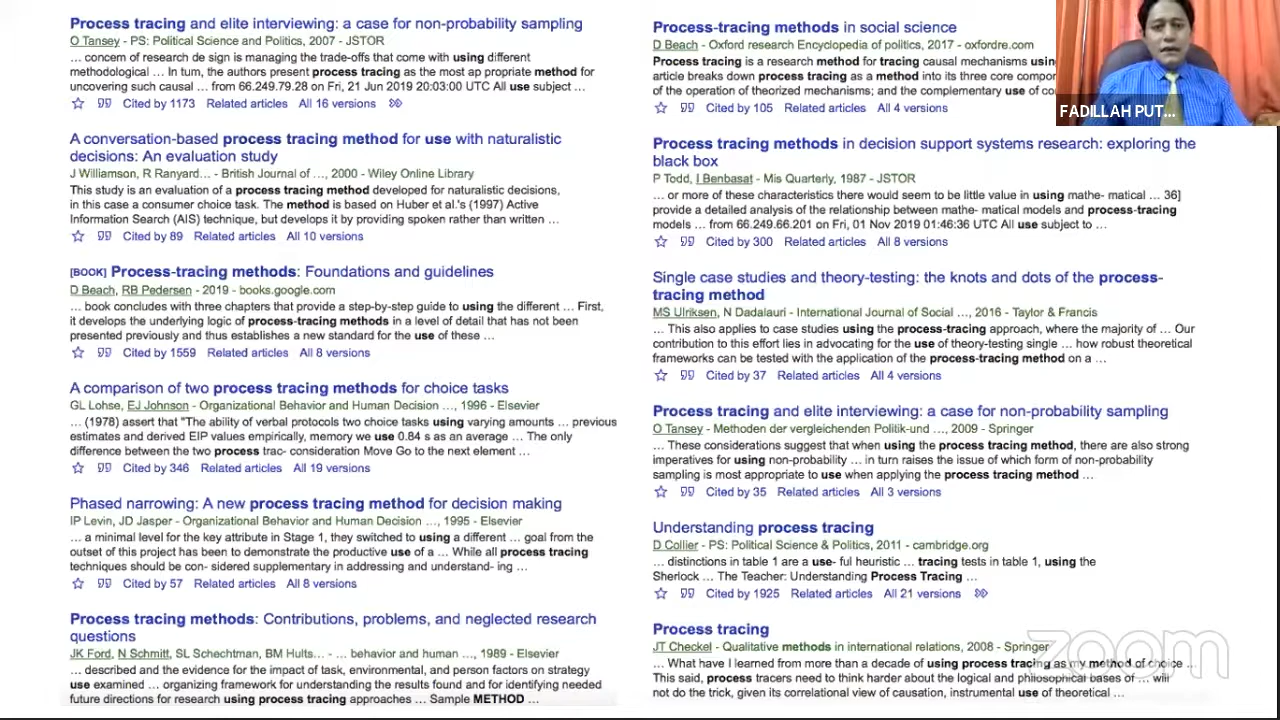 Process tracing and elite interviewing: a case for non-probability sampling
O Tansey - PS: Political Science and Politics, 2007 - JSTOR
… concern of research de sign is managing the trade-offs that come with using different
methodological … In tum, the authors present process tracing as the most ap propriate method for
uncovering such causal … from 66.249.79.28 on Fri, 21 Jun 2019 20:03:00 UTC All use subject …
Cited by 1173 Related articles All 16 versions
A conversation-based process tracing method for use with naturalistic
decisions: An evaluation study
J Williamson, R Ranyard… - British Journal of …, 2000 - Wiley Online Library
This study is an evaluation of a process tracing method developed for naturalistic decisions,
in this case a consumer choice task. The method is based on Huber et al.'s (1997) Active
Information Search (AIS) technique, but develops it by providing spoken rather than written …
Cited by 89 Related articles All 10 versions
[BOOK] Process-tracing methods: Foundations and guidelines
D Beach, RB Pedersen - 2019 - books.google.com
… book concludes with three chapters that provide a step-by-step guide to using the different … First,
it develops the underlying logic of process-tracing methods in a level of detail that has not been
presented previously and thus establishes a new standard for the use of these …
Cited by 1559 Related articles All 8 versions
A comparison of two process tracing methods for choice tasks
GL Lohse, EJ Johnson - Organizational Behavior and Human Decision …, 1996 - Elsevier
… (1978) assert that "The ability of verbal protocols two choice tasks using varying amounts … previous
estimates and derived EIP values empirically, memory we use 0.84 s as an average … The only
difference between the two process trac- consideration Move Go to the next element …
Cited by 346 Related articles All 19 versions
Phased narrowing: A new process tracing method for decision making
IP Levin, JD Jasper - Organizational Behavior and Human Decision …, 1995 - Elsevier
… a minimal level for the key attribute in Stage 1, they switched to using a different … goal from the
outset of this project has been to demonstrate the productive use of a … While all process tracing
techniques should be con- sidered supplementary in addressing and understand- ing …
Cited by 57 Related articles All 8 versions
Process tracing methods: Contributions, problems, and neglected research
questions
JK Ford, N Schmitt, SL Schechtman, BM Hults… - … behavior and human …, 1989 - Elsevier
… described and the evidence for the impact of task, environmental, and person factors on strategy
use examined … organizing framework for understanding the results found and for identifying needed
future directions for research using process tracing approaches … Sample METHOD …
Process-tracing methods in social science
D Beach - Oxford research Encyclopedia of politics, 2017 - oxfordre.com
Process tracing is a research method for tracing causal mechanisms usin
article breaks down process tracing as a method into its three core compor
of the operation of theorized mechanisms; and the complementary use of co
Cited by 105 Related articles All 4 versions
FADILLAH PUT...
Process tracing methods in decision support systems research: exploring the
black box
P Todd, I Benbasat - Mis Quarterly, 1987 - JSTOR
… or more of these characteristics there would seem to be little value in using mathe- matical … 36]
provide a detailed analysis of the relationship between mathe- matical models and process-tracing
models … from 66.249.66.201 on Fri, 01 Nov 2019 01:46:36 UTC All use subject to …
Cited by 300 Related articles All 8 versions
Single case studies and theory-testing: the knots and dots of the process-
tracing method
MS Ulriksen, N Dadalauri - International Journal of Social …, 2016 - Taylor & Francis
… This also applies to case studies using the process-tracing approach, where the majority of … Our
contribution to this effort lies in advocating for the use of theory-testing single … how robust theoretical
frameworks can be tested with the application of the process-tracing method on a …
Cited by 37 Related articles All 4 versions
Process tracing and elite interviewing: a case for non-probability sampling
O Tansey - Methoden der vergleichenden Politik-und …, 2009 - Springer
… These considerations suggest that when using the process tracing method, there are also strong
imperatives for using non-probability … in turn raises the issue of which form of non-probability
sampling is most appropriate to use when applying the process tracing method …
Cited by 35 Related articles All 3 versions
Understanding process tracing
D Collier - PS: Political Science & Politics, 2011 - cambridge.org
… distinctions in table 1 are a use- ful heuristic … tracing tests in table 1, using the
Sherlock … The Teacher: Understanding Process Tracing …
Cited by 1925 Related articles All 21 versions
Process tracing
JT Checkel - Qualitative methods in international relations, 2008 - Springer
… What have I learned from more than a decade of using process tracing as my method of choice …
This said, process tracers need to think harder about the logical and philosophical bases of … will
not do the trick, given its correlational view of causation, instrumental use of theoretical …
zoom